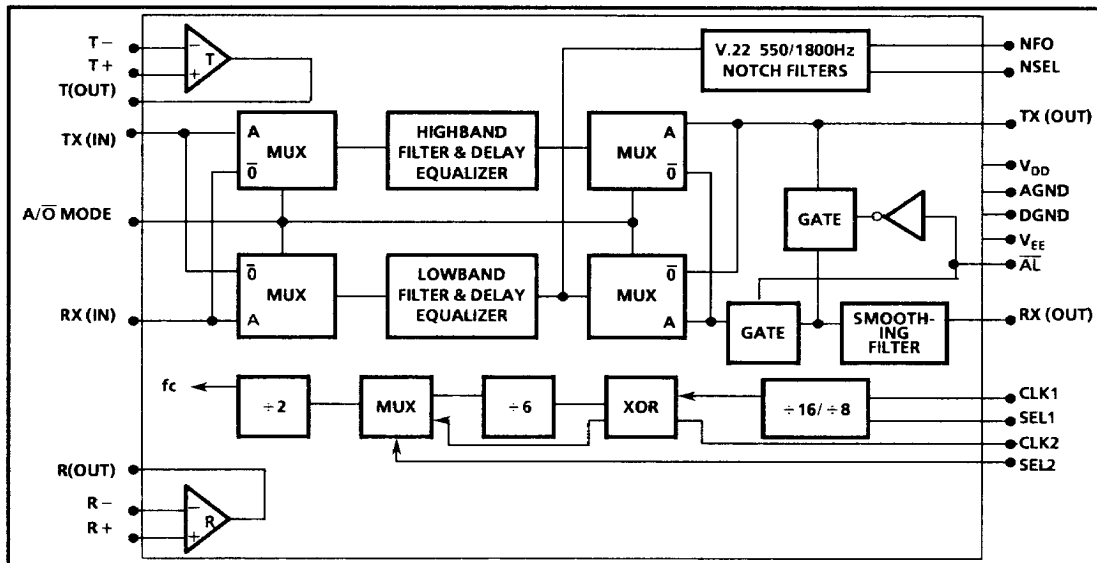 T−
−
T
T+
+
T(OUT)
V.22 550/1800Hz
NOTCH FILTERS
NFO
NSEL
TX (IN)
A
MUX
0̅
HIGHBAND
FILTER & DELAY
EQUALIZER
A
MUX
0̅
TX (OUT)
V_DD
AGND
DGND
V_EE
A̅L̅
A/O̅ MODE
GATE
0̅
MUX
A
LOWBAND
FILTER & DELAY
EQUALIZER
0̅
MUX
A
RX (IN)
GATE
SMOOTH-
ING
FILTER
RX (OUT)
fc
÷2
MUX
÷6
XOR
÷16/÷8
CLK1
SEL1
CLK2
SEL2
R(OUT)
R−
−
R
R+
+